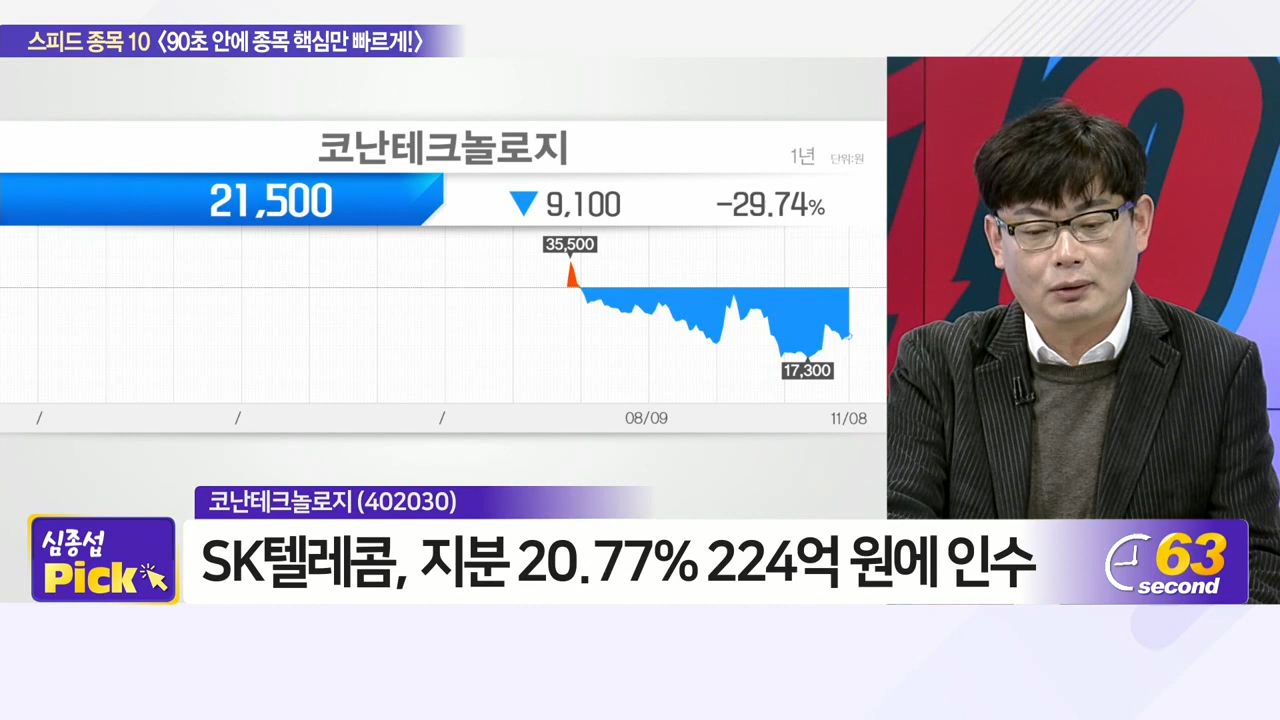 스피드 종목 10 〈90초 안에 종목 핵심만 빠르게!〉
코난테크놀로지
1년 단위:원
21,500 ▼ 9,100 -29.74%
35,500
17,300
/ / / 08/09 11/08
10
코난테크놀로지 (402030)
심종섭
Pick
SK텔레콤, 지분 20.77% 224억 원에 인수
63
second